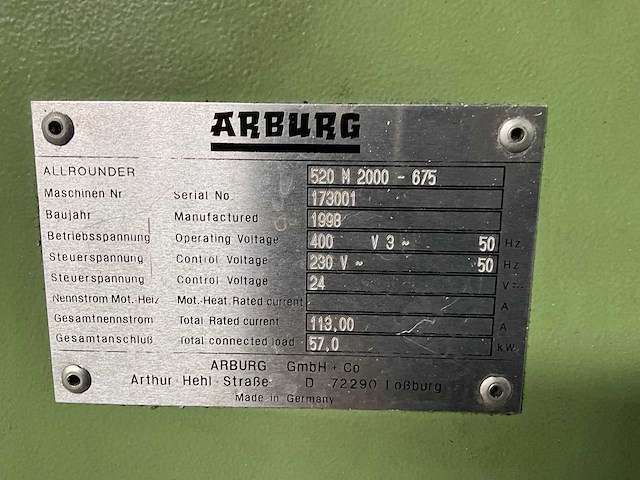 ARBURG
ALLROUNDER 520 M 2000 - 675
Maschinen Nr Serial No 173001
Baujahr Manufactured 1998
Betriebsspannung Operating Voltage 400 V 3 ~ 50 Hz
Steuerspannung Control Voltage 230 V ~ 50 Hz
Steuerspannung Control Voltage 24 V
Nennstrom Mot.-Heiz Mot.-Heat. Rated current A
Gesamtnennstrom Total Rated current 113,00 A
Gesamtanschluß Total connected load 57,0 kW
ARBURG GmbH + Co
Arthur Hehl-Straße D 72290 Loßburg
Made in Germany